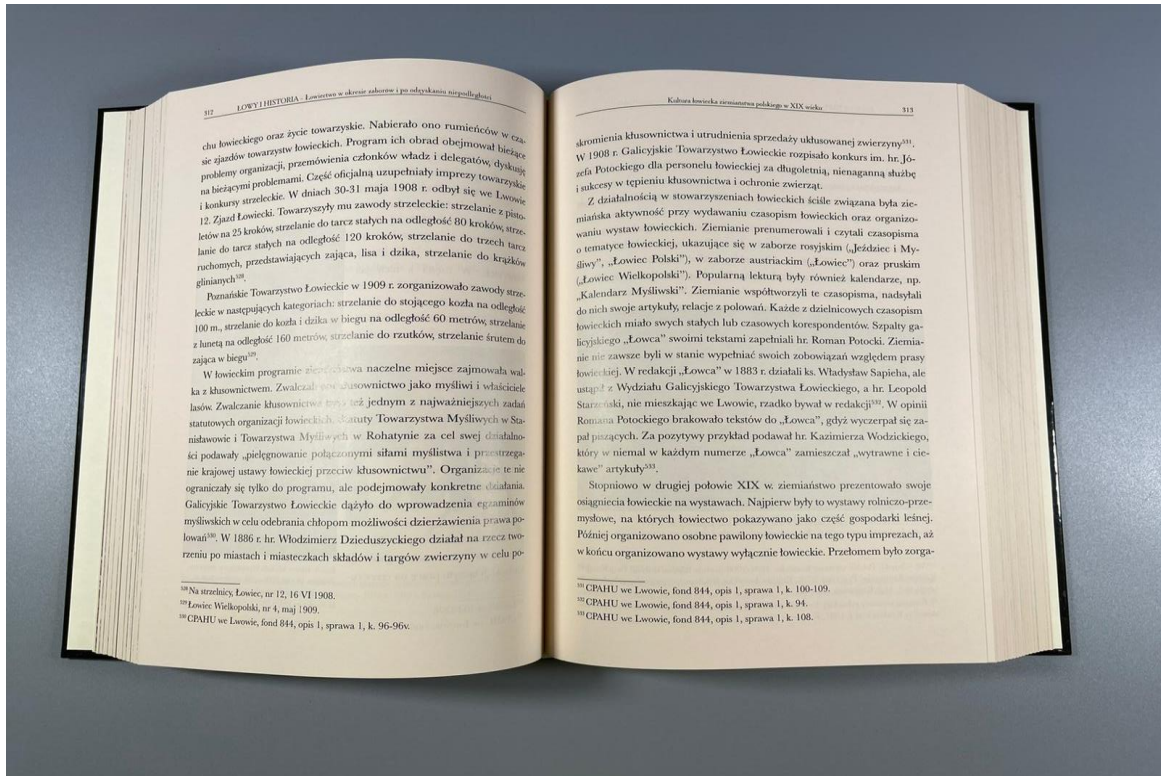 312 ŁOWY I HISTORIA - Łowiectwo w okresie zaborów i po odzyskaniu niepodległości
chu łowieckiego oraz życie towarzyskie. Nabierało ono rumieńców w cza-
sie zjazdów towarzystw łowieckich. Program ich obrad obejmował bieżące
problemy organizacji, przemówienia członków władz i delegatów, dyskusję
na bieżącymi problemami. Część oficjalną uzupełniały imprezy towarzyskie
i konkursy strzeleckie. W dniach 30-31 maja 1908 r. odbył się we Lwowie
12. Zjazd Łowiecki. Towarzyszyły mu zawody strzeleckie: strzelanie z pisto-
letów na 25 kroków, strzelanie do tarcz stałych na odległość 80 kroków, strze-
lanie do tarcz stałych na odległość 120 kroków, strzelanie do trzech tarcz
ruchomych, przedstawiających zająca, lisa i dzika, strzelanie do krążków
glinianych⁵²⁸.
Poznańskie Towarzystwo Łowieckie w 1909 r. zorganizowało zawody strze-
leckie w następujących kategoriach: strzelanie do stojącego kozła na odległość
100 m., strzelanie do kozła i dzika w biegu na odległość 60 metrów, strzelanie
z lunetą na odległość 160 metrów, strzelanie do rzutków, strzelanie śrutem do
zająca w biegu⁵²⁹.
W łowieckim programie naczelne miejsce zajmowała wal-
ka z kłusownictwem. Zwalczali kłusownictwo jako myśliwi i właściciele
lasów. Zwalczanie kłusownictwa było też jednym z najważniejszych zadań
statutowych organizacji łowieckich. Statuty Towarzystwa Myśliwych w Sta-
nisławowie i Towarzystwa Myśliwych w Rohatynie za cel swej działalno-
ści podawały „pielęgnowanie połączonymi siłami myślistwa i przestrzega-
nie krajowej ustawy łowieckiej przeciw kłusownictwu”. Organizacje te nie
ograniczały się tylko do programu, ale podejmowały konkretne działania.
Galicyjskie Towarzystwo Łowieckie dążyło do wprowadzenia egzaminów
myśliwskich w celu odebrania chłopom możliwości dzierżawienia prawa po-
lowań⁵³⁰. W 1886 r. hr. Włodzimierz Dzieduszyckiego działał na rzecz two-
rzeniu po miastach i miasteczkach składów i targów zwierzyny w celu po-
⁵²⁸ Na strzelnicy, Łowiec, nr 12, 16 VI 1908.
⁵²⁹ Łowiec Wielkopolski, nr 4, maj 1909.
⁵³⁰ CPAHU we Lwowie, fond 844, opis 1, sprawa 1, k. 96-96v.
Kultura łowiecka ziemiaństwa polskiego w XIX wieku 313
skromienia kłusownictwa i utrudnienia sprzedaży ukłusowanej zwierzyny⁵³¹.
W 1908 r. Galicyjskie Towarzystwo Łowieckie rozpisało konkurs im. hr. Jó-
zefa Potockiego dla personelu łowieckiej za długoletnią, nienaganną służbę
i sukcesy w tępieniu kłusownictwa i ochronie zwierząt.
Z działalnością w stowarzyszeniach łowieckich ściśle związana była zie-
miańska aktywność przy wydawaniu czasopism łowieckich oraz organizo-
waniu wystaw łowieckich. Ziemianie prenumerowali i czytali czasopisma
o tematyce łowieckiej, ukazujące się w zaborze rosyjskim („Jeździec i My-
śliwy”, „Łowiec Polski”), w zaborze austriackim („Łowiec”) oraz pruskim
(„Łowiec Wielkopolski”). Popularną lekturą były również kalendarze, np.
„Kalendarz Myśliwski”. Ziemianie współtworzyli te czasopisma, nadsyłali
do nich swoje artykuły, relacje z polowań. Każde z dzielnicowych czasopism
łowieckich miało swych stałych lub czasowych korespondentów. Szpalty ga-
licyjskiego „Łowca” swoimi tekstami zapełniali hr. Roman Potocki. Ziemia-
nie nie zawsze byli w stanie wypełniać swoich zobowiązań względem prasy
łowieckiej. W redakcji „Łowca” w 1883 r. działali ks. Władysław Sapieha, ale
ustąpił z Wydziału Galicyjskiego Towarzystwa Łowieckiego, a hr. Leopold
Starzeński, nie mieszkając we Lwowie, rzadko bywał w redakcji⁵³². W opinii
Romana Potockiego brakowało tekstów do „Łowca”, gdyż wyczerpał się za-
pał piszących. Za pozytywy przykład podawał hr. Kazimierza Wodzickiego,
który w niemal w każdym numerze „Łowca” zamieszczał „wytrawne i cie-
kawe” artykuły⁵³³.
Stopniowo w drugiej połowie XIX w. ziemiaństwo prezentowało swoje
osiągniecia łowieckie na wystawach. Najpierw były to wystawy rolniczo-prze-
mysłowe, na których łowiectwo pokazywano jako część gospodarki leśnej.
Później organizowano osobne pawilony łowieckie na tego typu imprezach, aż
w końcu organizowano wystawy wyłącznie łowieckie. Przełomem było zorga-
⁵³¹ CPAHU we Lwowie, fond 844, opis 1, sprawa 1, k. 100-109.
⁵³² CPAHU we Lwowie, fond 844, opis 1, sprawa 1, k. 94.
⁵³³ CPAHU we Lwowie, fond 844, opis 1, sprawa 1, k. 108.